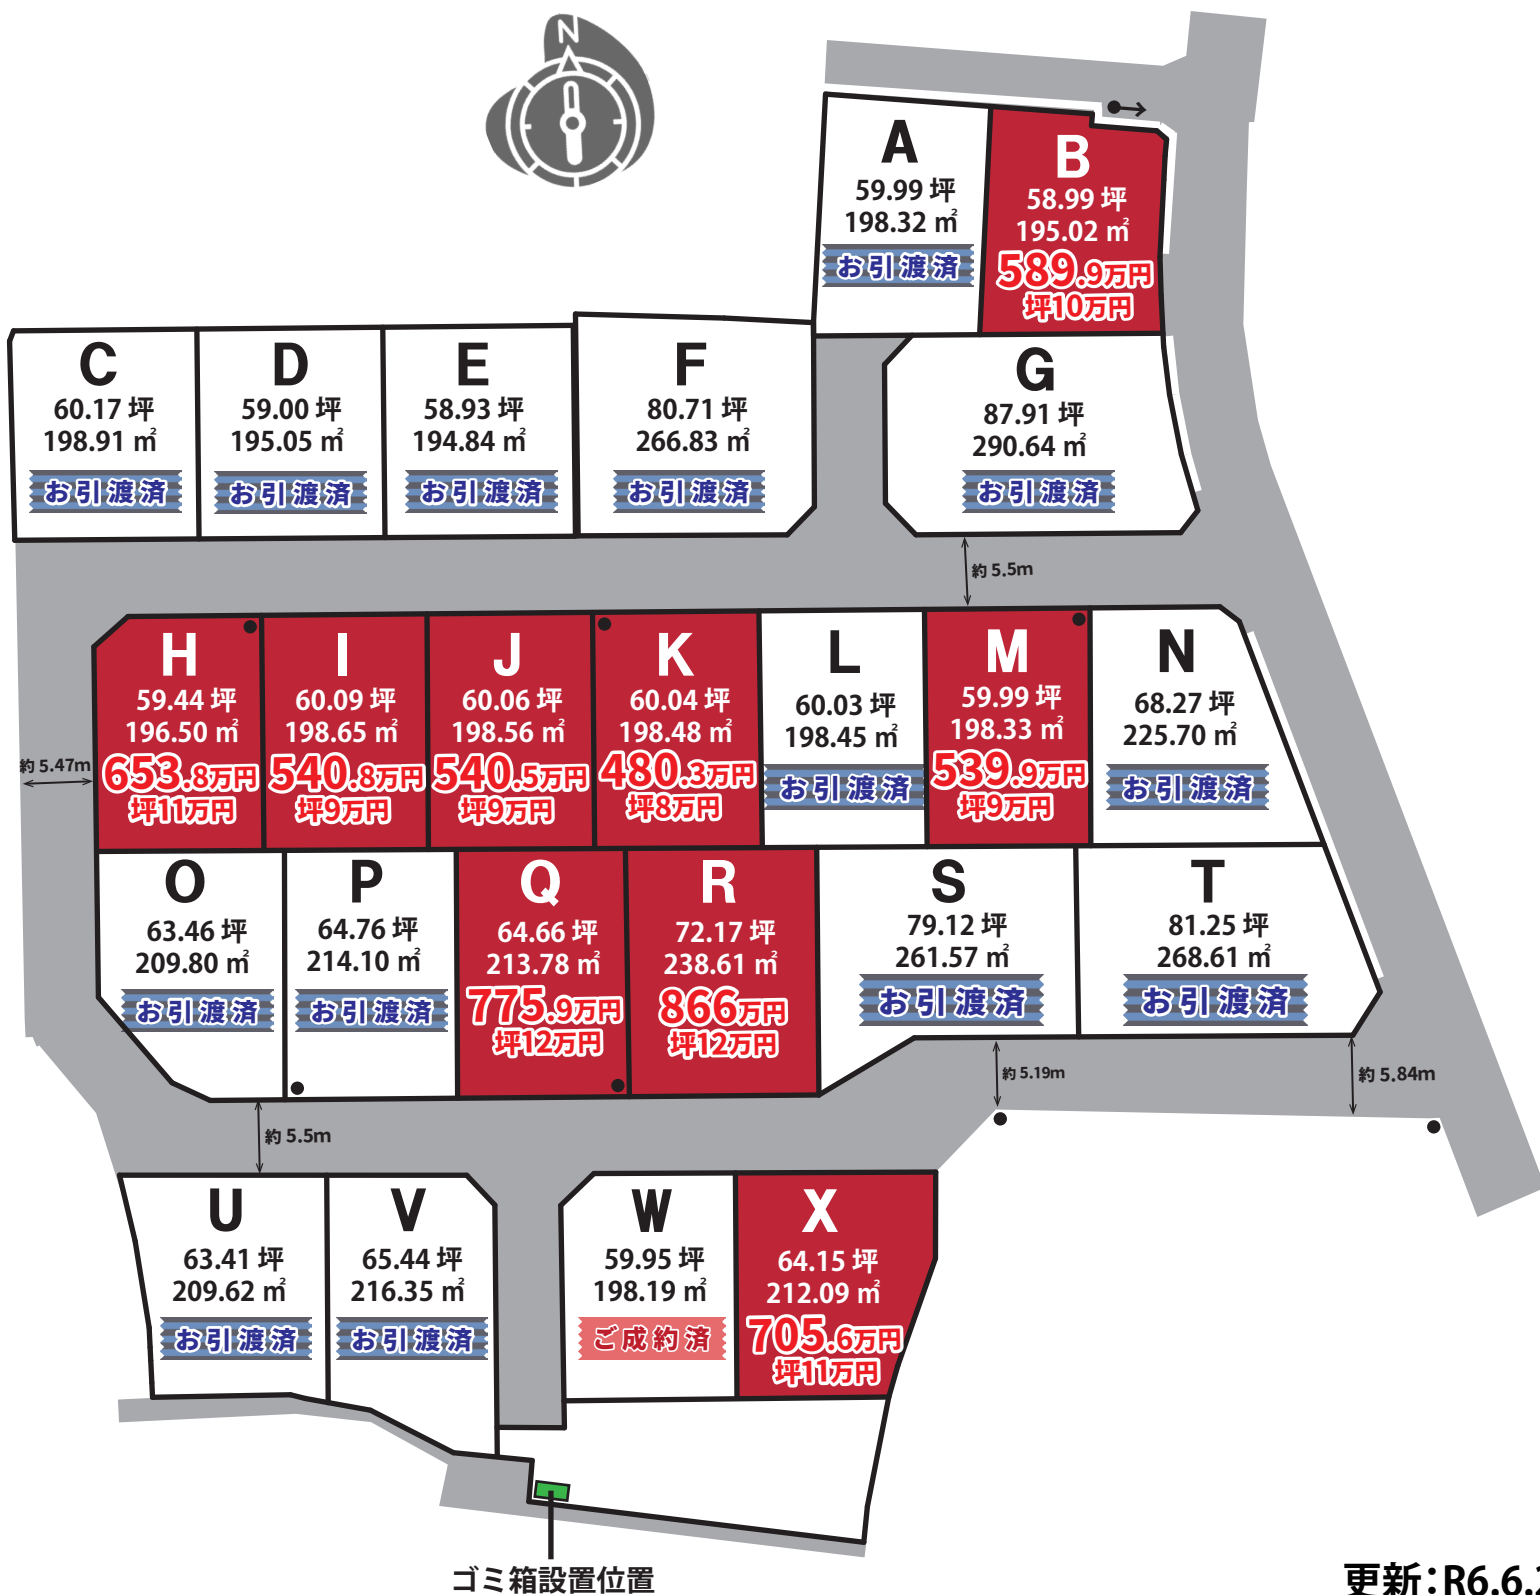 N
A
59.99 坪
198.32 ㎡
お引渡済
B
58.99 坪
195.02 ㎡
589.9万円
坪10万円
C
60.17 坪
198.91 ㎡
お引渡済
D
59.00 坪
195.05 ㎡
お引渡済
E
58.93 坪
194.84 ㎡
お引渡済
F
80.71 坪
266.83 ㎡
お引渡済
G
87.91 坪
290.64 ㎡
お引渡済
約 5.5m
H
59.44 坪
196.50 ㎡
653.8万円
坪11万円
I
60.09 坪
198.65 ㎡
540.8万円
坪9万円
J
60.06 坪
198.56 ㎡
540.5万円
坪9万円
K
60.04 坪
198.48 ㎡
480.3万円
坪8万円
L
60.03 坪
198.45 ㎡
お引渡済
M
59.99 坪
198.33 ㎡
539.9万円
坪9万円
N
68.27 坪
225.70 ㎡
お引渡済
約 5.47m
O
63.46 坪
209.80 ㎡
お引渡済
P
64.76 坪
214.10 ㎡
お引渡済
Q
64.66 坪
213.78 ㎡
775.9万円
坪12万円
R
72.17 坪
238.61 ㎡
866万円
坪12万円
S
79.12 坪
261.57 ㎡
お引渡済
T
81.25 坪
268.61 ㎡
お引渡済
約 5.19m
約 5.84m
約 5.5m
U
63.41 坪
209.62 ㎡
お引渡済
V
65.44 坪
216.35 ㎡
お引渡済
W
59.95 坪
198.19 ㎡
ご成約済
X
64.15 坪
212.09 ㎡
705.6万円
坪11万円
ゴミ箱設置位置
更新：R6.6.